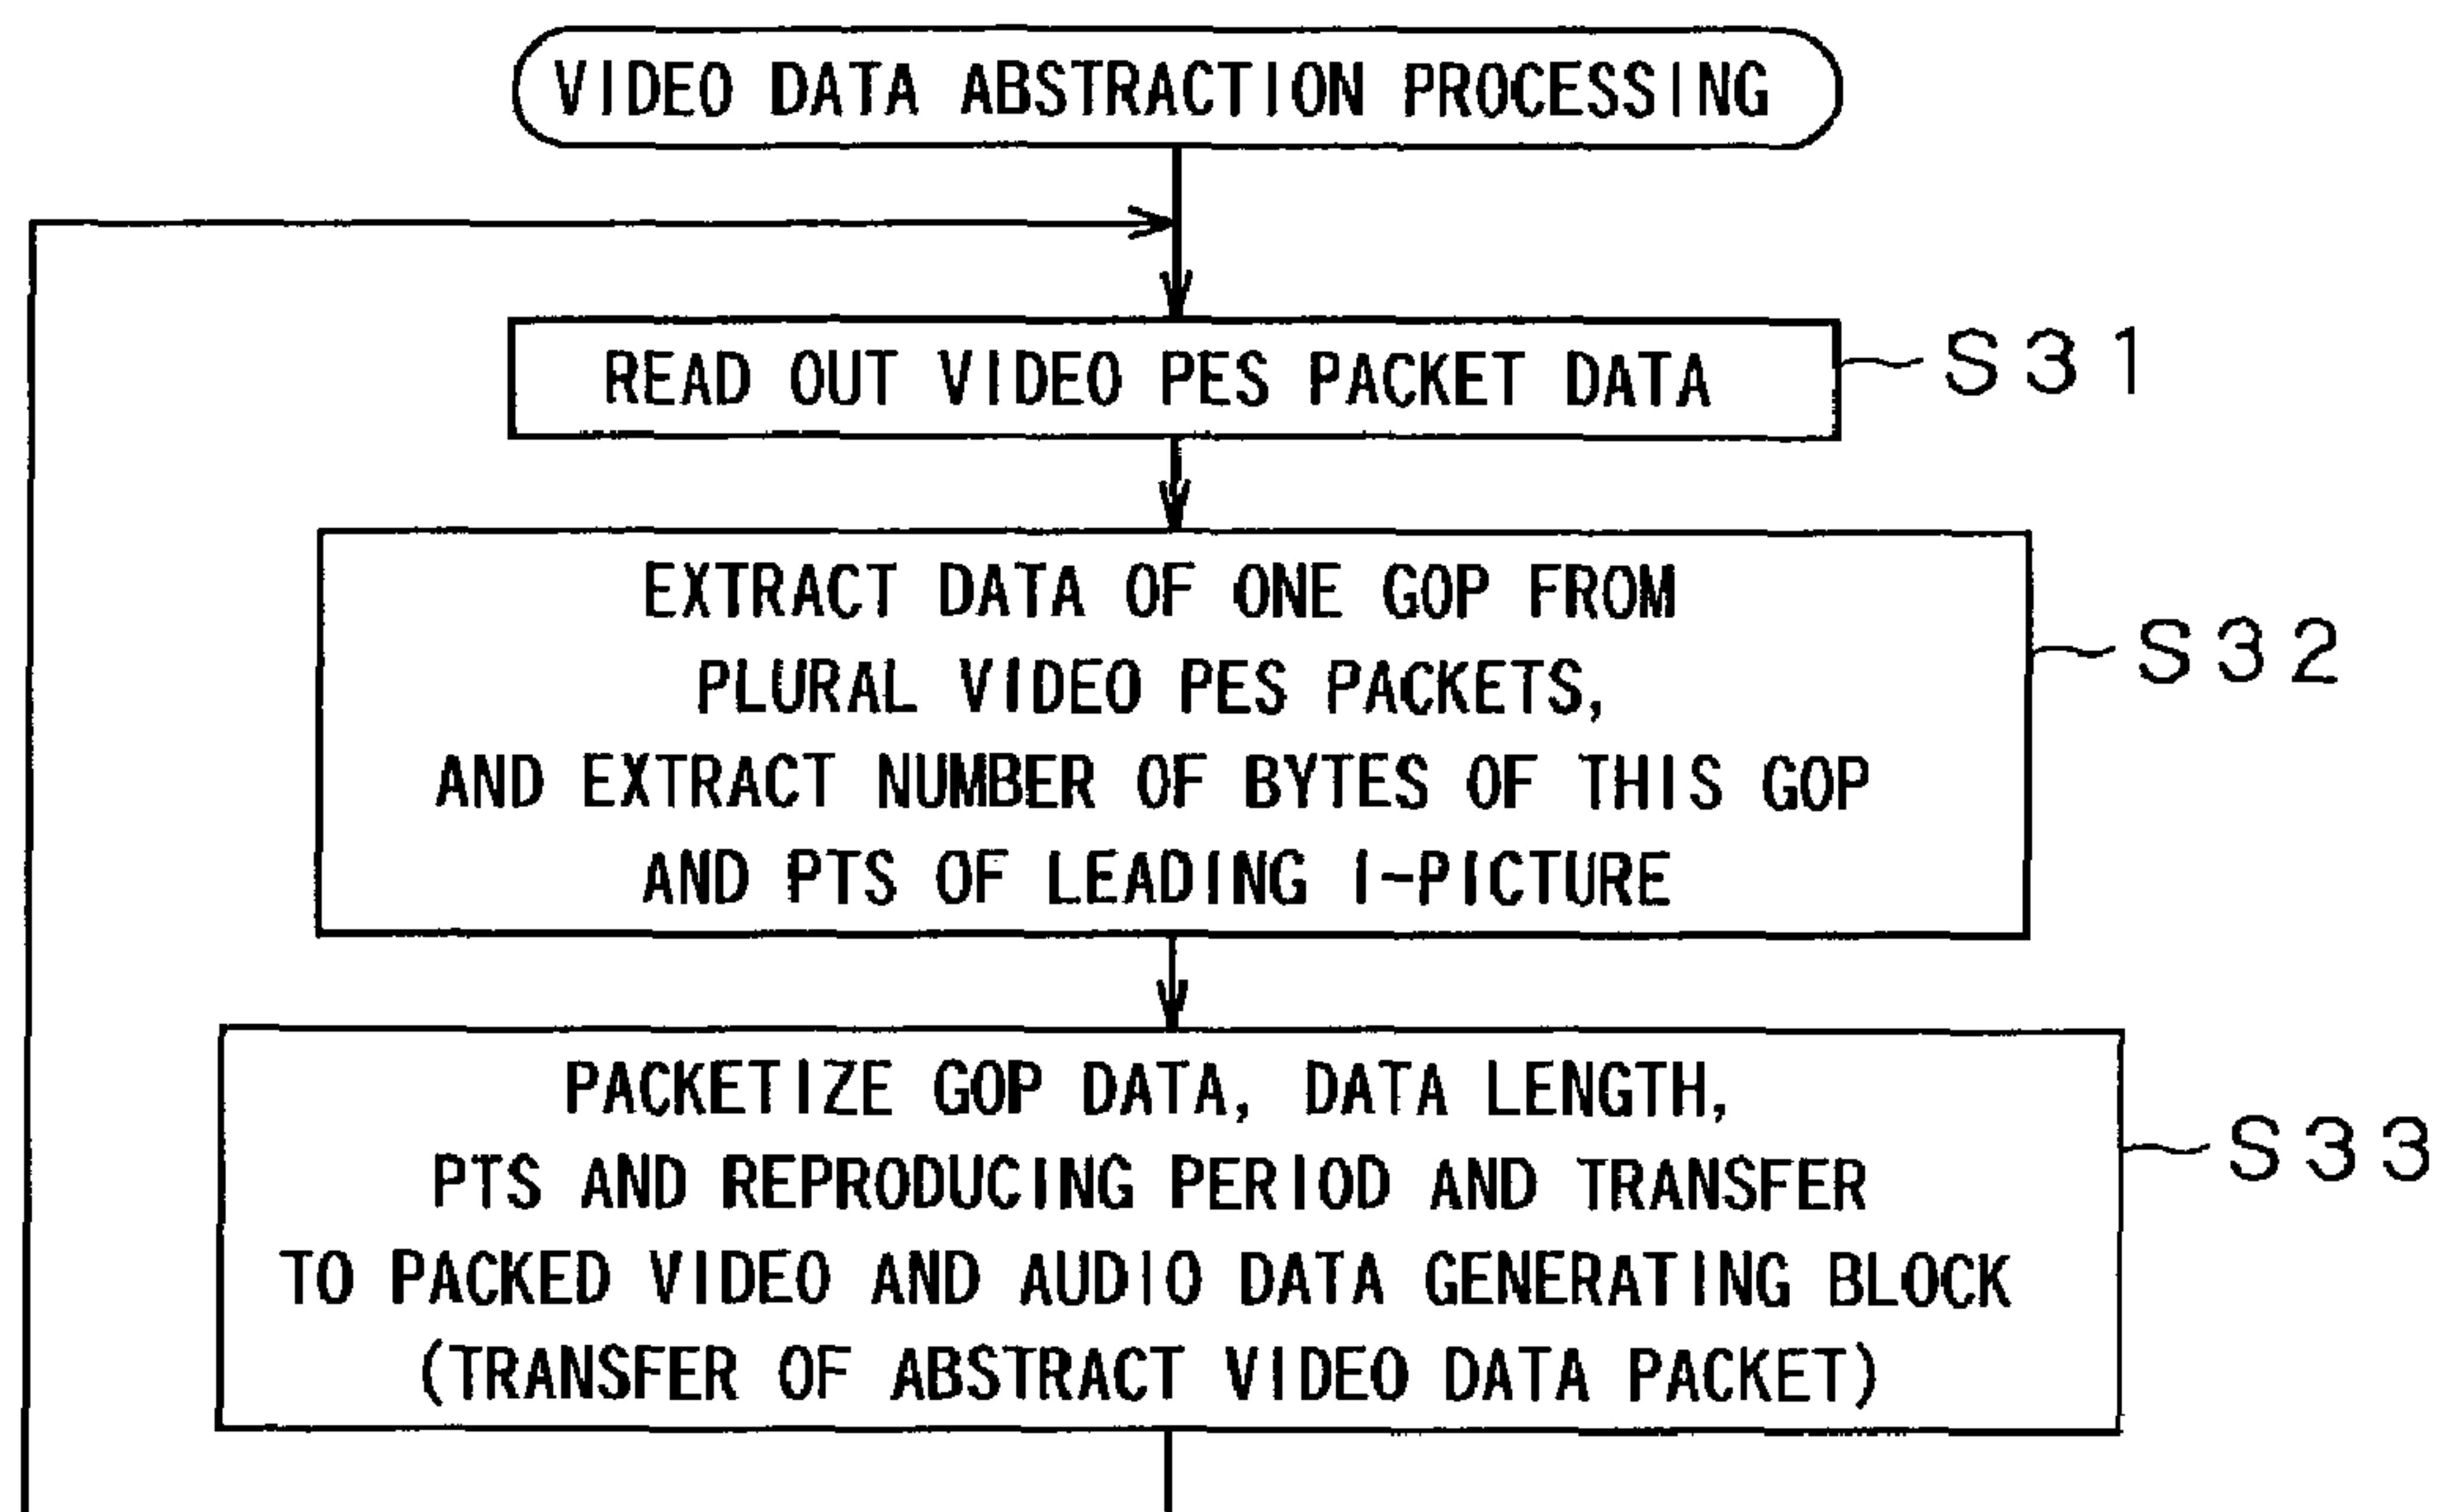 VIDEO DATA ABSTRACTION PROCESSING
READ OUT VIDEO PES PACKET DATA
S31
EXTRACT DATA OF ONE GOP FROM
PLURAL VIDEO PES PACKETS,
AND EXTRACT NUMBER OF BYTES OF THIS GOP
AND PTS OF LEADING I-PICTURE
S32
PACKETIZE GOP DATA, DATA LENGTH,
PTS AND REPRODUCING PERIOD AND TRANSFER
TO PACKED VIDEO AND AUDIO DATA GENERATING BLOCK
(TRANSFER OF ABSTRACT VIDEO DATA PACKET)
S33